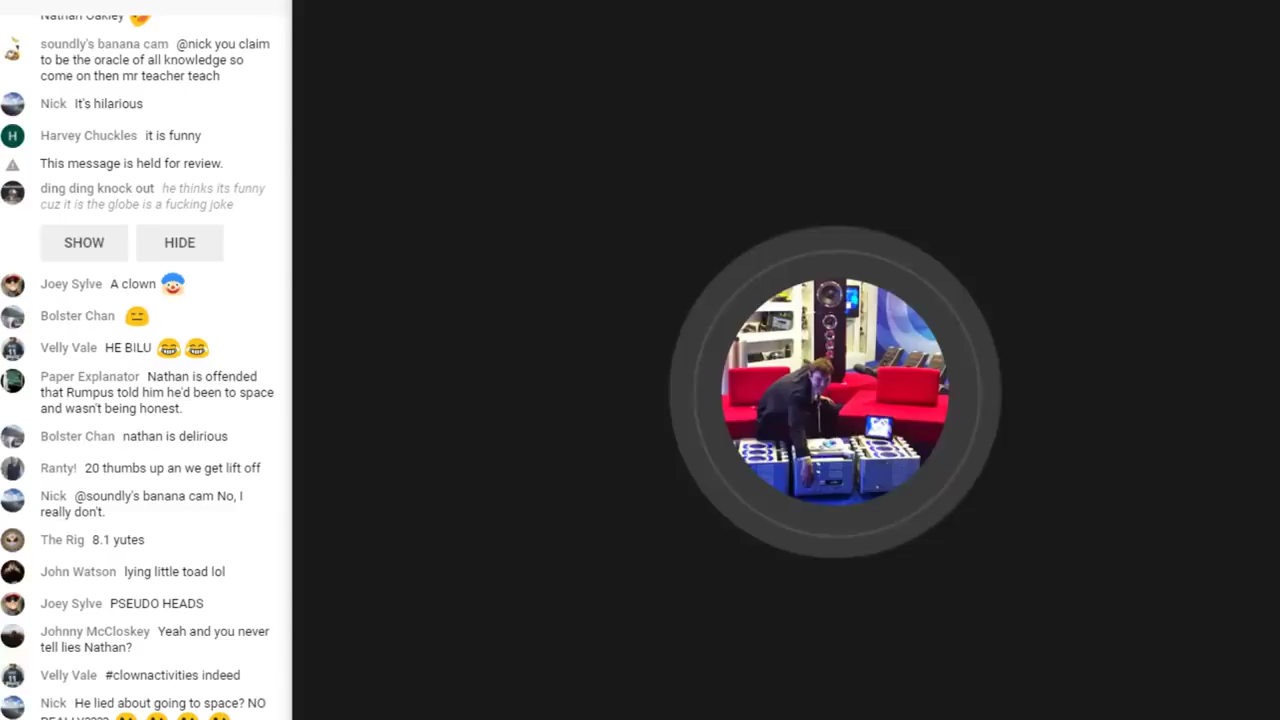 Nathan Oakley
soundly's banana cam @nick you claim
to be the oracle of all knowledge so
come on then mr teacher teach
Nick It's hilarious
Harvey Chuckles it is funny
This message is held for review.
ding ding knock out he thinks its funny
cuz it is the globe is a fucking joke
SHOW HIDE
Joey Sylve A clown
Bolster Chan
Velly Vale HE BILU
Paper Explanator Nathan is offended
that Rumpus told him he'd been to space
and wasn't being honest.
Bolster Chan nathan is delirious
Ranty! 20 thumbs up an we get lift off
Nick @soundly's banana cam No, I
really don't.
The Rig 8.1 yutes
John Watson lying little toad lol
Joey Sylve PSEUDO HEADS
Johnny McCloskey Yeah and you never
tell lies Nathan?
Velly Vale #clownactivities indeed
Nick He lied about going to space? NO
REALLY????